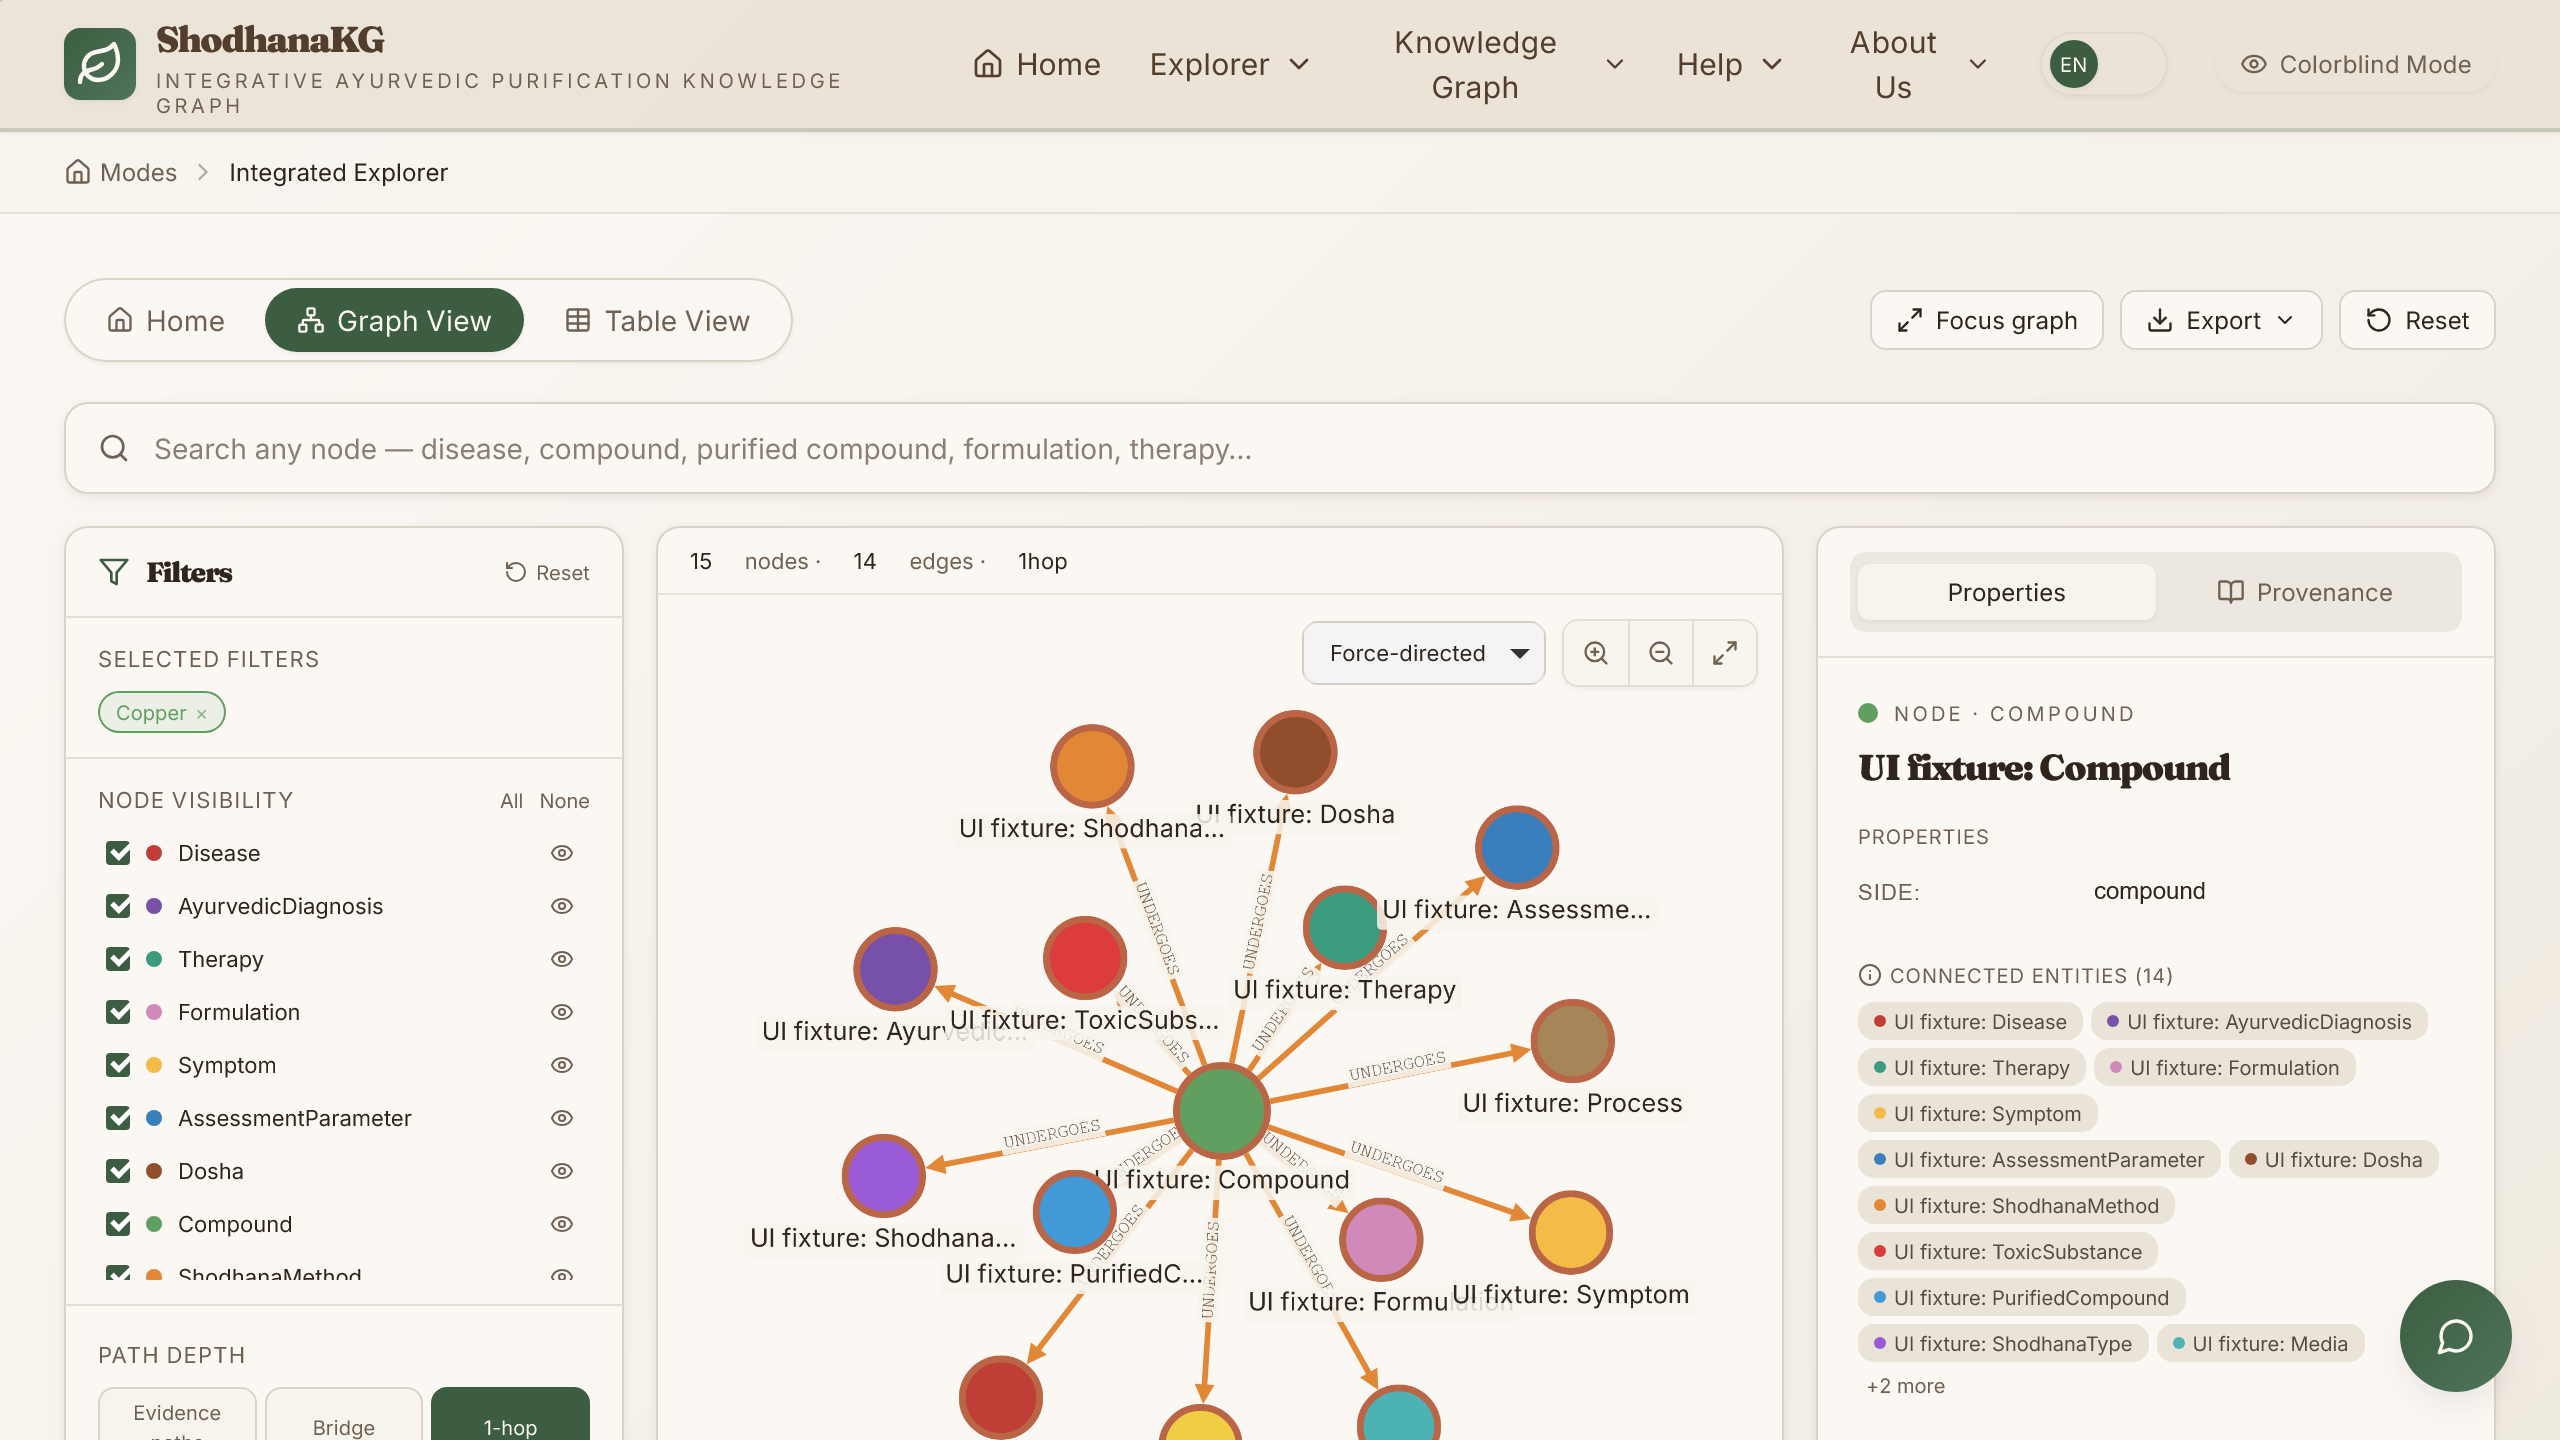 ShodhanaKG
INTEGRATIVE AYURVEDIC PURIFICATION KNOWLEDGE
GRAPH
Home
Explorer
Knowledge
Graph
Help
About
Us
EN
Colorblind Mode
Modes
Integrated Explorer
Home
Graph View
Table View
Focus graph
Export
Reset
Search any node — disease, compound, purified compound, formulation, therapy...
Filters
Reset
SELECTED FILTERS
Copper ×
NODE VISIBILITY
All
None
Disease
AyurvedicDiagnosis
Therapy
Formulation
Symptom
AssessmentParameter
Dosha
Compound
ShodhanaMethod
PATH DEPTH
Evidence
paths
Bridge
1-hop
15 nodes · 14 edges · 1hop
Force-directed
UI fixture: Shodhana...
UI fixture: Dosha
UI fixture: Assessme...
UI fixture: Therapy
UI fixture: Ayurvedic...
UI fixture: ToxicSubs...
UI fixture: Process
UI fixture: Compound
UI fixture: Shodhana...
UI fixture: PurifiedC...
UI fixture: Formulation
UI fixture: Symptom
UNDERGOES
UNDERGOES
UNDERGOES
UNDERGOES
UNDERGOES
UNDERGOES
Properties
Provenance
NODE · COMPOUND
UI fixture: Compound
PROPERTIES
SIDE: compound
CONNECTED ENTITIES (14)
UI fixture: Disease
UI fixture: AyurvedicDiagnosis
UI fixture: Therapy
UI fixture: Formulation
UI fixture: Symptom
UI fixture: AssessmentParameter
UI fixture: Dosha
UI fixture: ShodhanaMethod
UI fixture: ToxicSubstance
UI fixture: PurifiedCompound
UI fixture: ShodhanaType
UI fixture: Media
+2 more